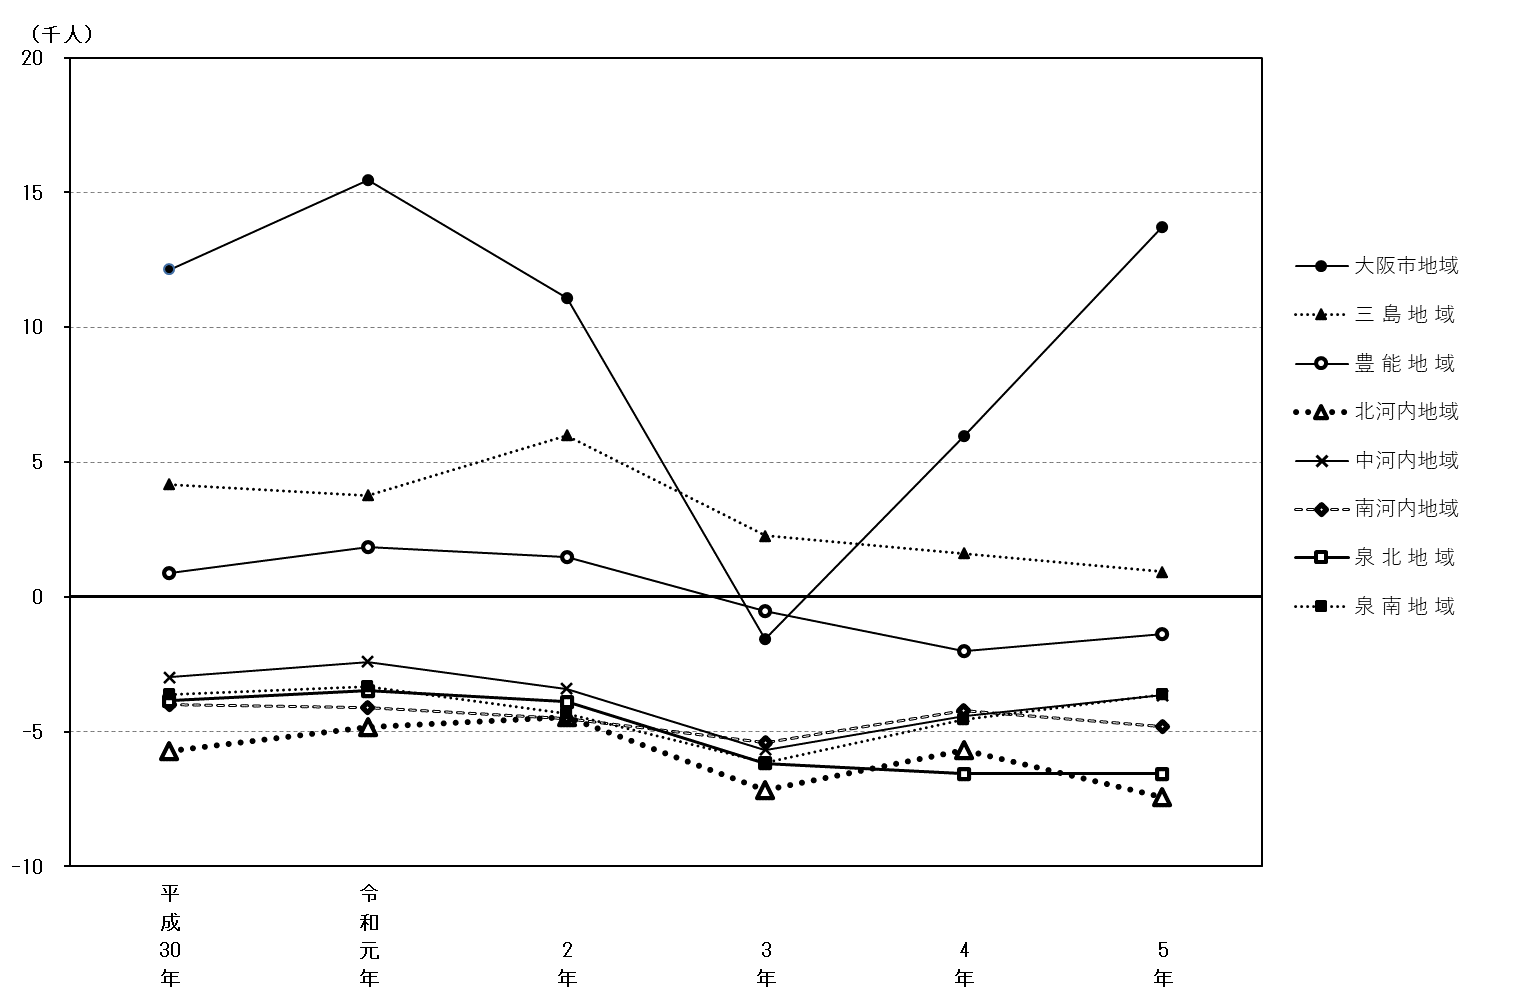 （千人）
20
15
10
5
0
-5
-10
平成30年
令和元年
2年
3年
4年
5年
大阪市地域
三島地域
豊能地域
北河内地域
中河内地域
南河内地域
泉北地域
泉南地域